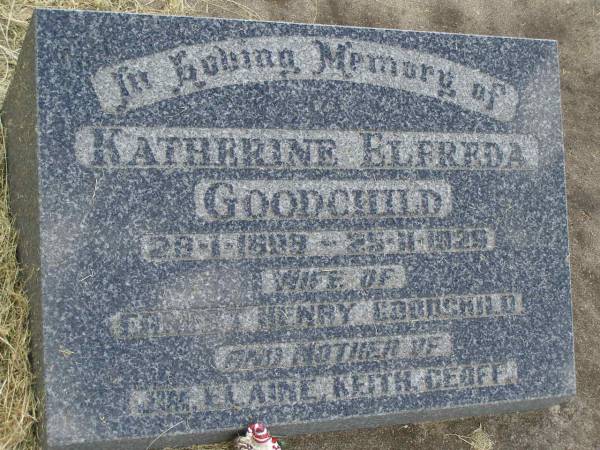 In Loving Memory of
KATHERINE ELFREDA
GOODCHILD
WIFE OF
HENRY GOODCHILD
AND MOTHER OF
ELAINE, KEITH, GEOFF.